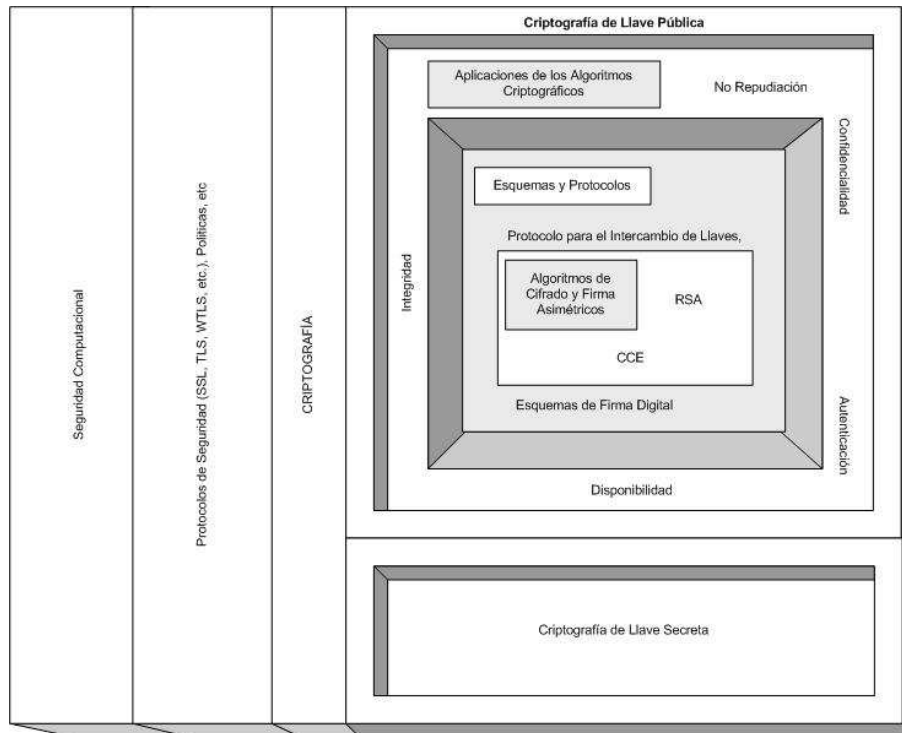 Criptografía de Llave Pública
Aplicaciones de los Algoritmos
Criptográficos
No Repudiación
Confidencialidad
Esquemas y Protocolos
Protocolo para el Intercambio de Llaves,
Algoritmos de
Cifrado y Firma
Asimétricos
RSA
CCE
Esquemas de Firma Digital
Integridad
Autenticación
Disponibilidad
Criptografía de Llave Secreta
Seguridad Computacional
Protocolos de Seguridad (SSL, TLS, WTLS, etc.), Políticas, etc
CRIPTOGRAFÍA